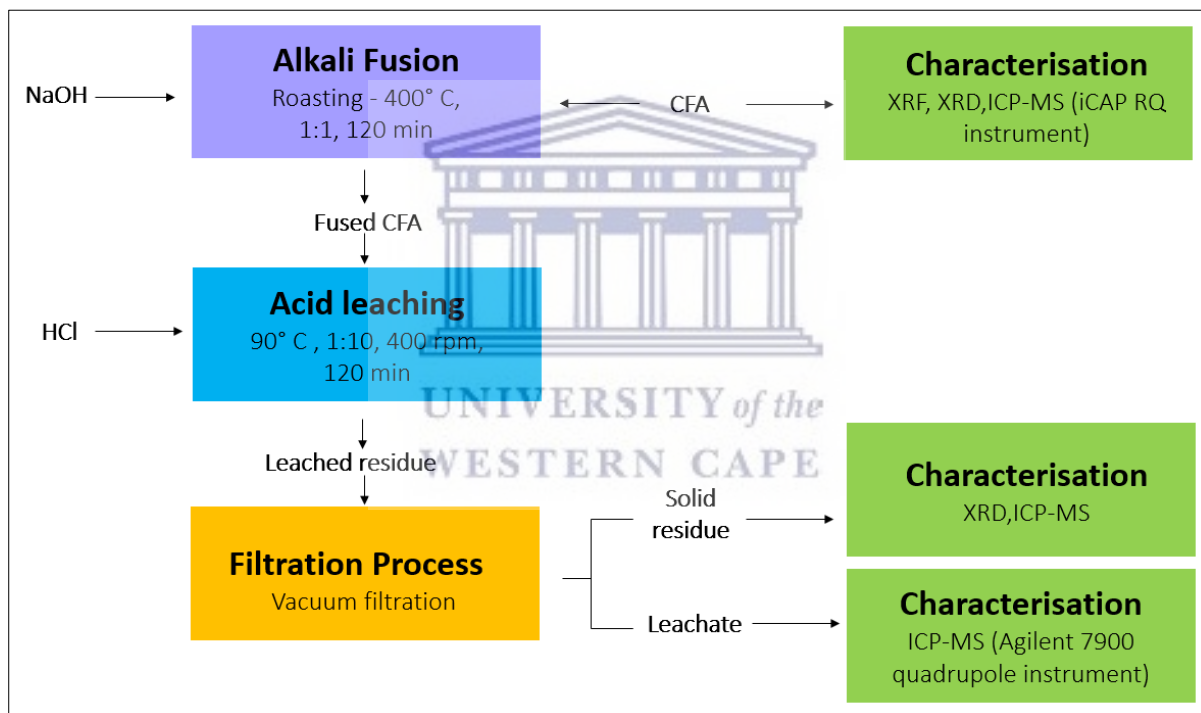 Alkali Fusion
Roasting - 400° C,
1:1, 120 min
NaOH
CFA
Characterisation
XRF, XRD,ICP-MS (iCAP RQ
instrument)
Fused CFA
Acid leaching
90° C , 1:10, 400 rpm,
120 min
HCl
UNIVERSITY of the
WESTERN CAPE
Leached residue
Filtration Process
Vacuum filtration
Solid
residue
Characterisation
XRD,ICP-MS
Leachate
Characterisation
ICP-MS (Agilent 7900
quadrupole instrument)